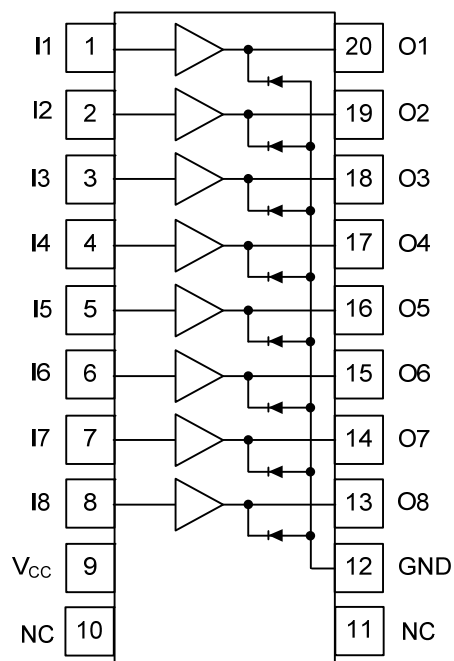 I1 1 20 O1
I2 2 19 O2
I3 3 18 O3
I4 4 17 O4
I5 5 16 O5
I6 6 15 O6
I7 7 14 O7
I8 8 13 O8
VCC 9 12 GND
NC 10 11 NC